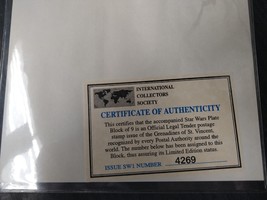 INTERNATIONAL
COLLECTORS
SOCIETY
CERTIFICATE OF AUTHENTICITY
This certifies that the accompanied Star Wars Plate
Block of 9 is an Official Legal Tender postage
stamp issue of the Grenadines of St. Vincent,
recognized by every Postal Authority around the
world. The number below has been assigned to this
Block, thus assuring its Limited Edition status.
ISSUE SW1 NUMBER 4269